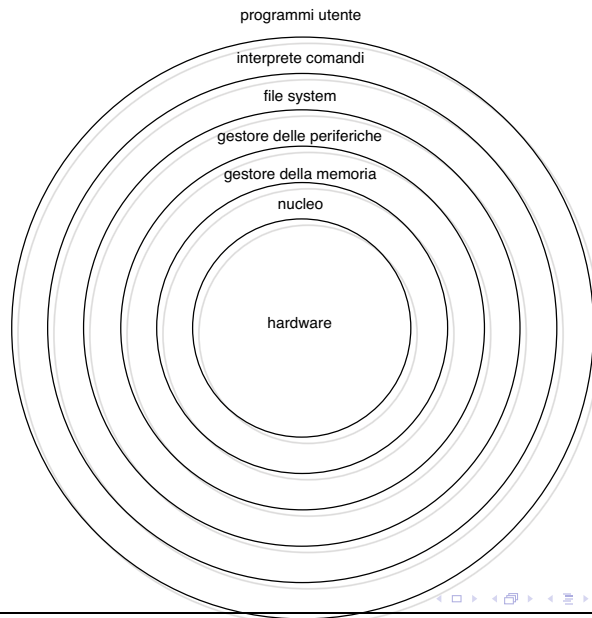 programmi utente
interprete comandi
file system
gestore delle periferiche
gestore della memoria
nucleo
hardware